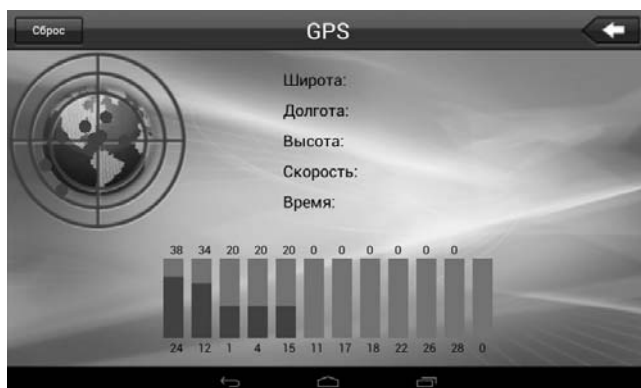 Сброс
GPS
Широта:
Долгота:
Высота:
Скорость:
Время:
38 34 20 20 20 0 0 0 0 0 0
24 12 1 4 15 11 17 18 22 26 28 0